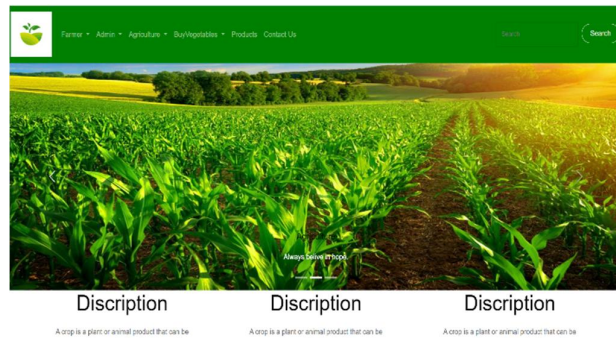 Farmer Admin Agriculture BuyVegetables Products Contact Us Search Search
Always belive in hope.
Discription Discription Discription
A crop is a plant or animal product that can be A crop is a plant or animal product that can be A crop is a plant or animal product that can be